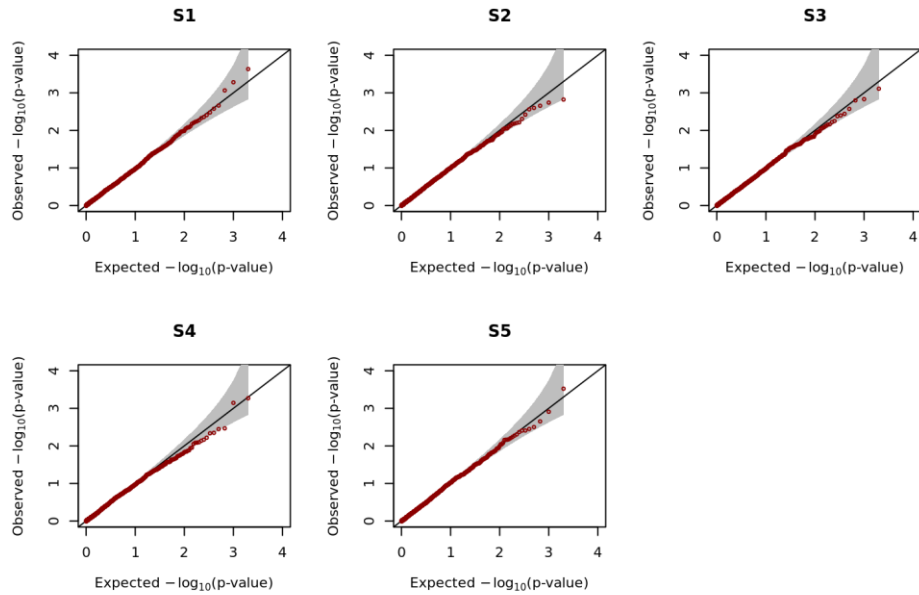 S1
Observed −log10(p-value)
4
3
2
1
0
0 1 2 3 4
Expected −log10(p-value)
S2
Observed −log10(p-value)
4
3
2
1
0
0 1 2 3 4
Expected −log10(p-value)
S3
Observed −log10(p-value)
4
3
2
1
0
0 1 2 3 4
Expected −log10(p-value)
S4
Observed −log10(p-value)
4
3
2
1
0
0 1 2 3 4
Expected −log10(p-value)
S5
Observed −log10(p-value)
4
3
2
1
0
0 1 2 3 4
Expected −log10(p-value)